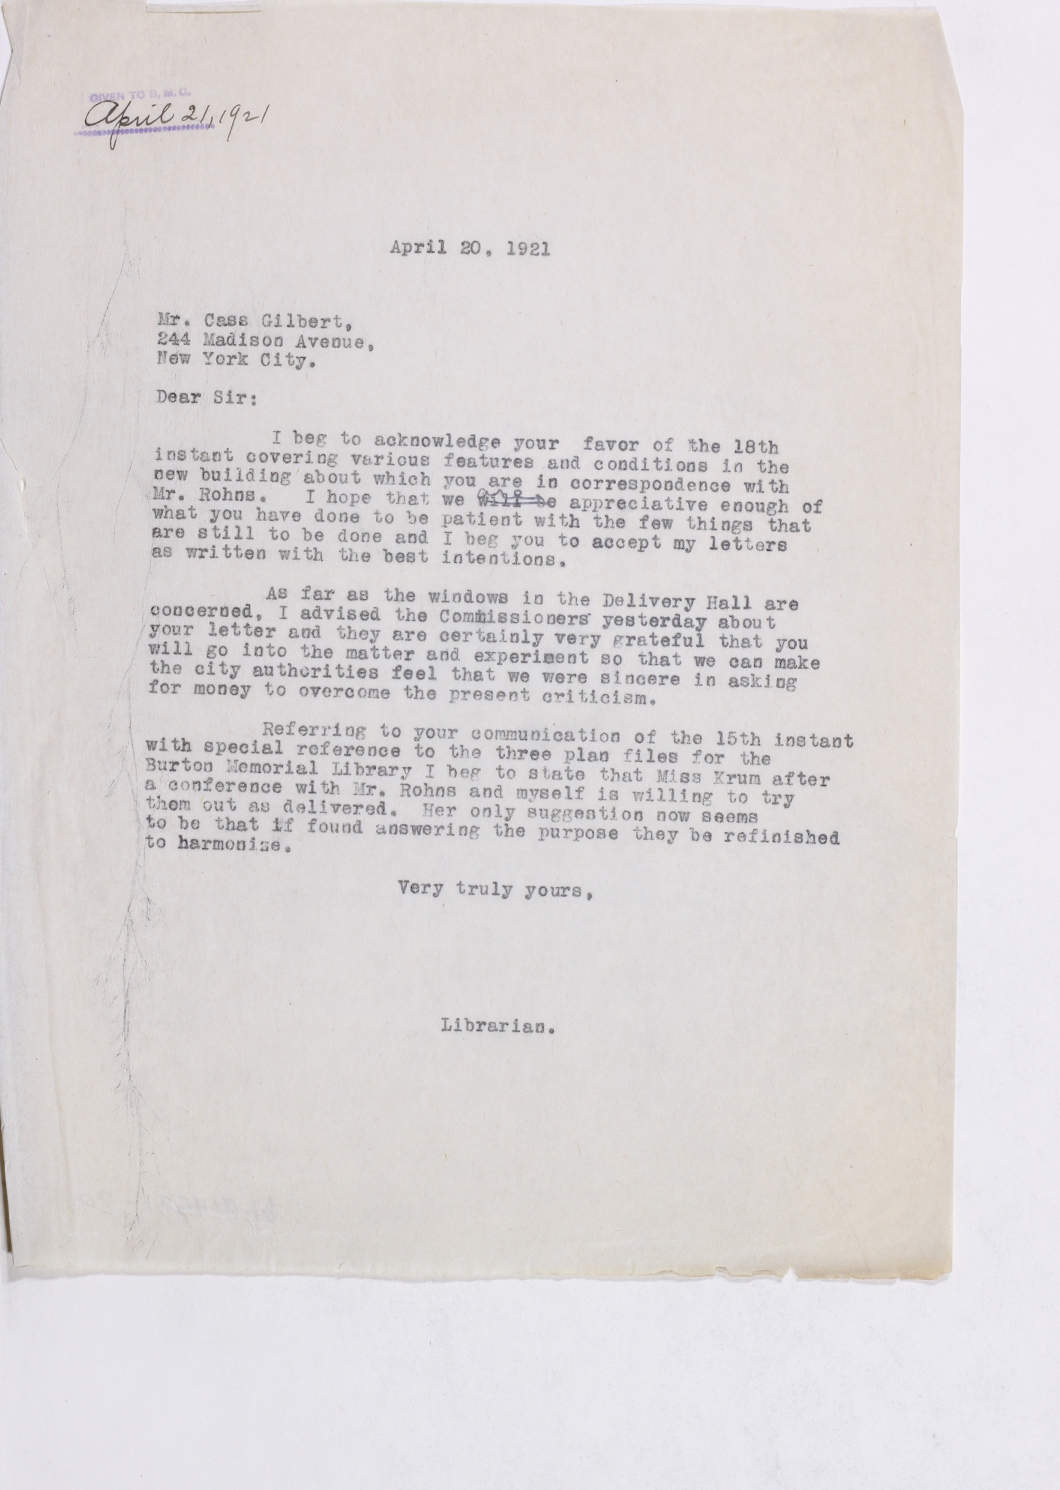 GIVEN TO B.M.C.
April 21, 1921
April 20, 1921
Mr. Cass Gilbert,
244 Madison Avenue,
New York City.
Dear Sir:
I beg to acknowledge your favor of the 18th
instant covering various features and conditions in the
new building about which you are in correspondence with
Mr. Rohns. I hope that we will be appreciative enough of
what you have done to be patient with the few things that
are still to be done and I beg you to accept my letters
as written with the best intentions.
As far as the windows in the Delivery Hall are
concerned, I advised the Commissioners yesterday about
your letter and they are certainly very grateful that you
will go into the matter and experiment so that we can make
the city authorities feel that we were sincere in asking
for money to overcome the present criticism.
Referring to your communication of the 15th instant
with special reference to the three plan files for the
Burton Memorial Library I beg to state that Miss Krum after
a conference with Mr. Rohns and myself is willing to try
them out as delivered. Her only suggestion now seems
to be that if found answering the purpose they be refinished
to harmonize.
Very truly yours,
Librarian.